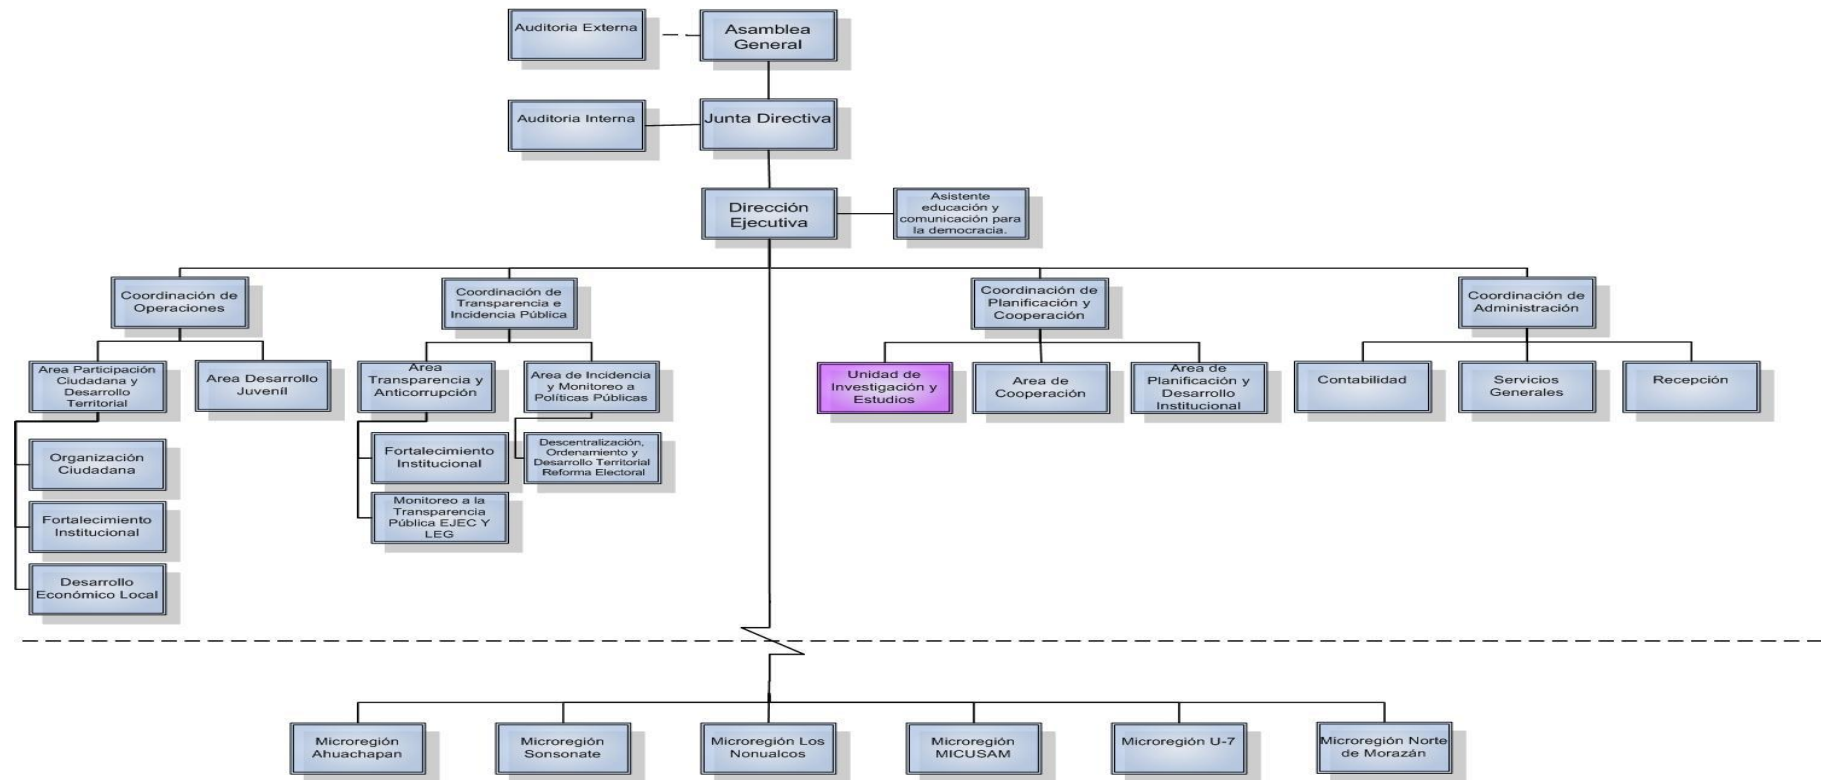 Auditoria Externa
Asamblea
General
Auditoria Interna
Junta Directiva
Dirección
Ejecutiva
Asistente
educación y
comunicación para
la democracia.
Coordinación de
Operaciones
Coordinación de
Transparencia e
Incidencia Pública
Coordinación de
Planificación y
Cooperación
Coordinación de
Administración
Area Participación
Ciudadana y
Desarrollo
Territorial
Area Desarrollo
Juveníl
Area
Transparencia y
Anticorrupción
Area de Incidencia
y Monitoreo a
Políticas Públicas
Unidad de
Investigación y
Estudios
Area de
Cooperación
Area de
Planificación y
Desarrollo
Institucional
Contabilidad
Servicios
Generales
Recepción
Organización
Ciudadana
Fortalecimiento
Institucional
Desarrollo
Económico Local
Fortalecimiento
Institucional
Monitoreo a la
Transparencia
Pública EJEC Y
LEG
Descentralización,
Ordenamiento y
Desarrollo Territorial
Reforma Electoral
Microregión
Ahuachapan
Microregión
Sonsonate
Microregión Los
Nonualcos
Microregión
MICUSAM
Microregión U-7
Microregión Norte
de Morazán